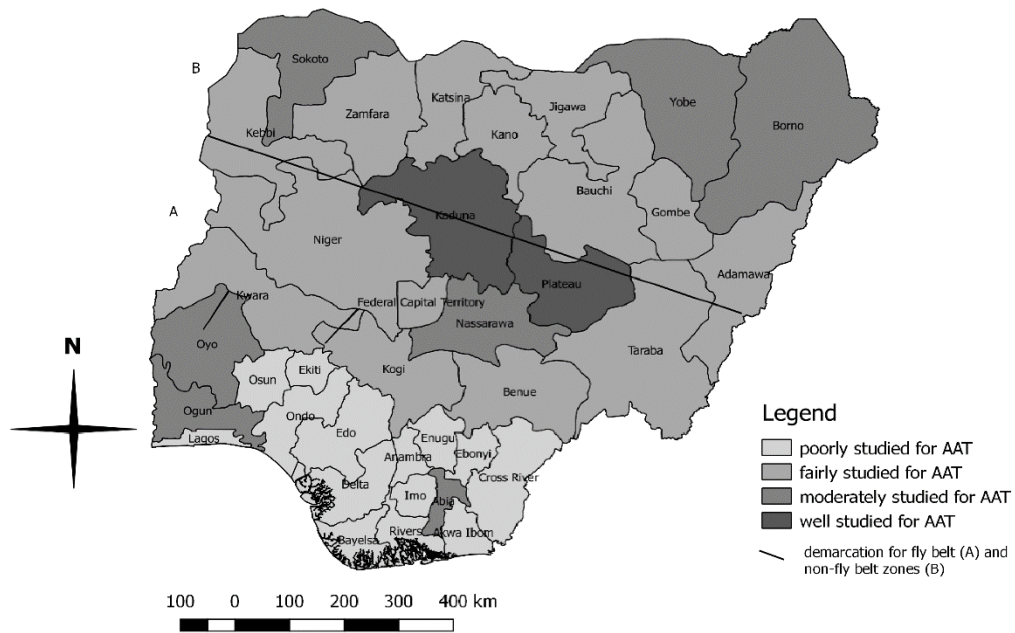 B
Sokoto
Katsina
Zamfara
Jigawa
Yobe
Kano
Borno
Kebbi
Bauchi
A
Gombe
Kaduna
Niger
Adamawa
Plateau
Kwara
Federal Capital Territory
Nassarawa
Oyo
Taraba
Kogi
Osun
Ekiti
Benue
Ogun
Ondo
Lagos
Edo
Enugu
Anambra
Ebonyi
Delta
Cross River
Imo
Abia
Bayelsa
Rivers
Akwa Ibom
N
Legend
poorly studied for AAT
fairly studied for AAT
moderately studied for AAT
well studied for AAT
demarcation for fly belt (A) and
non-fly belt zones (B)
100 0 100 200 300 400 km